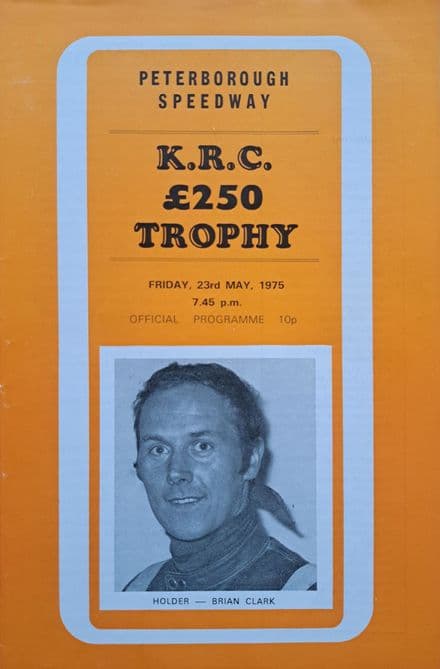 PETERBOROUGH
SPEEDWAY
K.R.C.
£250
TROPHY
FRIDAY, 23rd MAY, 1975
7.45 p.m.
OFFICIAL PROGRAMME 10p
HOLDER — BRIAN CLARK